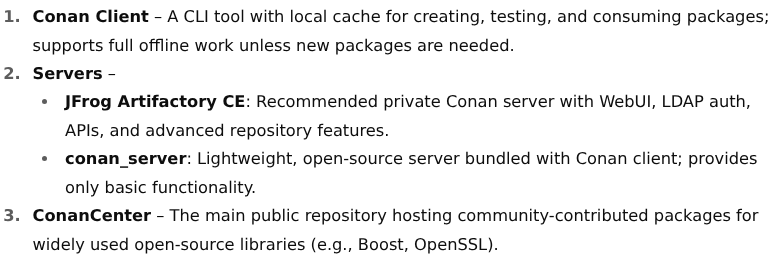 1. Conan Client – A CLI tool with local cache for creating, testing, and consuming packages;
supports full offline work unless new packages are needed.
2. Servers –
• JFrog Artifactory CE: Recommended private Conan server with WebUI, LDAP auth,
APIs, and advanced repository features.
• conan_server: Lightweight, open-source server bundled with Conan client; provides
only basic functionality.
3. ConanCenter – The main public repository hosting community-contributed packages for
widely used open-source libraries (e.g., Boost, OpenSSL).